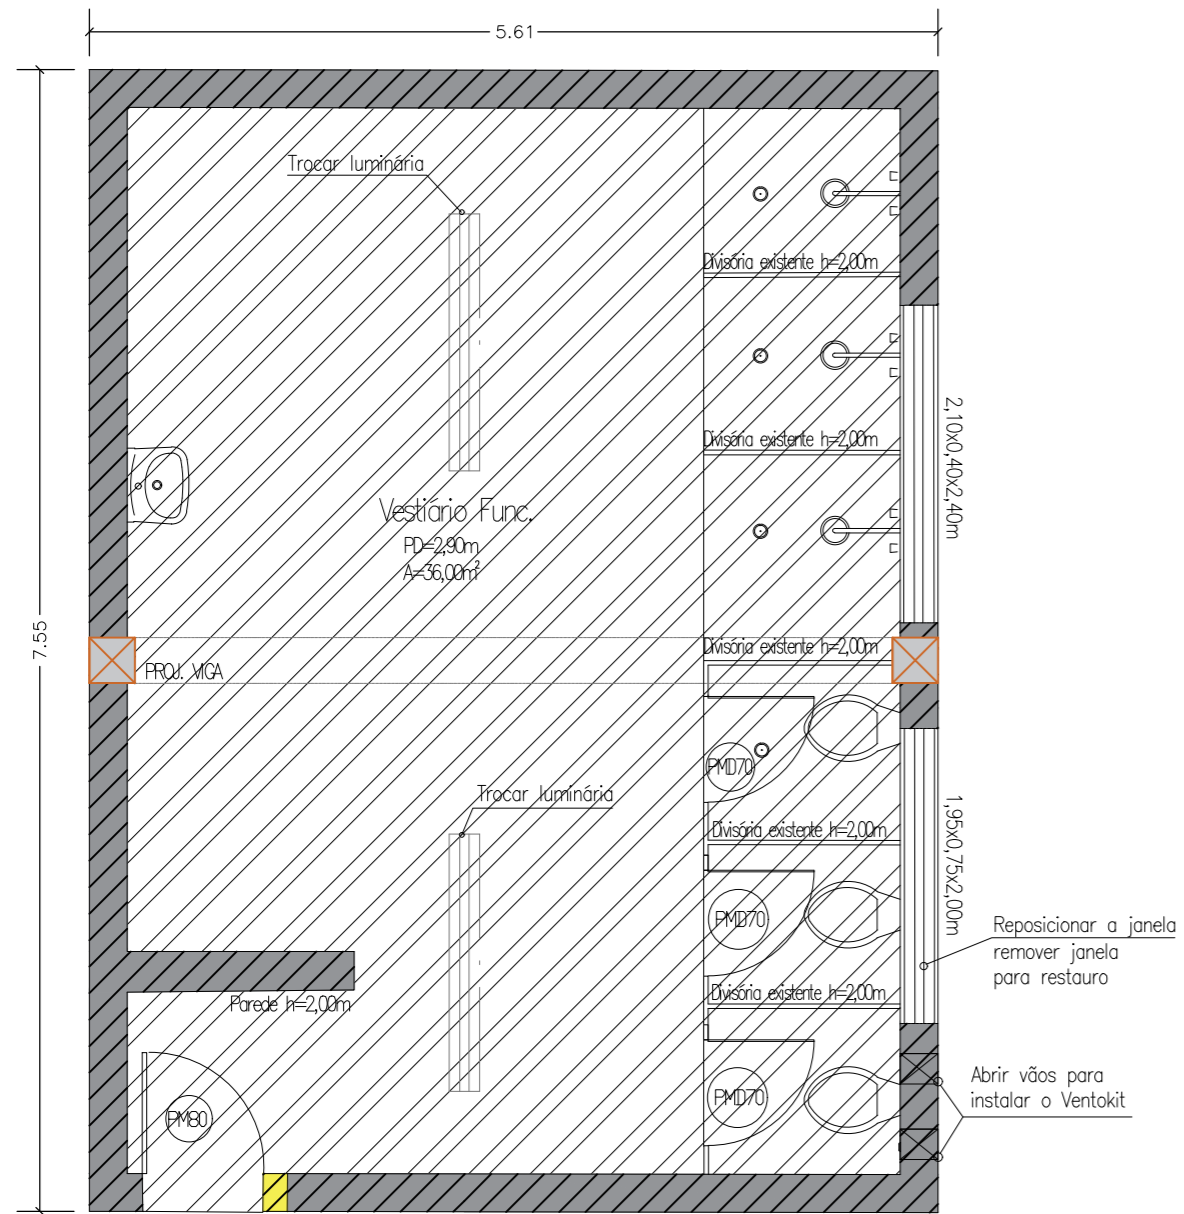 5.61
Trocar luminária
Divisória existente h=2,00m
2,10x0,40x2,40m
Divisória existente h=2,00m
Vestiário Func.
PD=2,90m
A=36,00m²
7.55
Divisória existente h=2,00m
PROJ. VIGA
PMD70
Trocar luminária
1,95x0,75x2,00m
Divisória existente h=2,00m
PMD70
Reposicionar a janela
remover janela
para restauro
Divisória existente h=2,00m
Parede h=2,00m
Abrir vãos para
instalar o Ventokit
PMD70
PM80